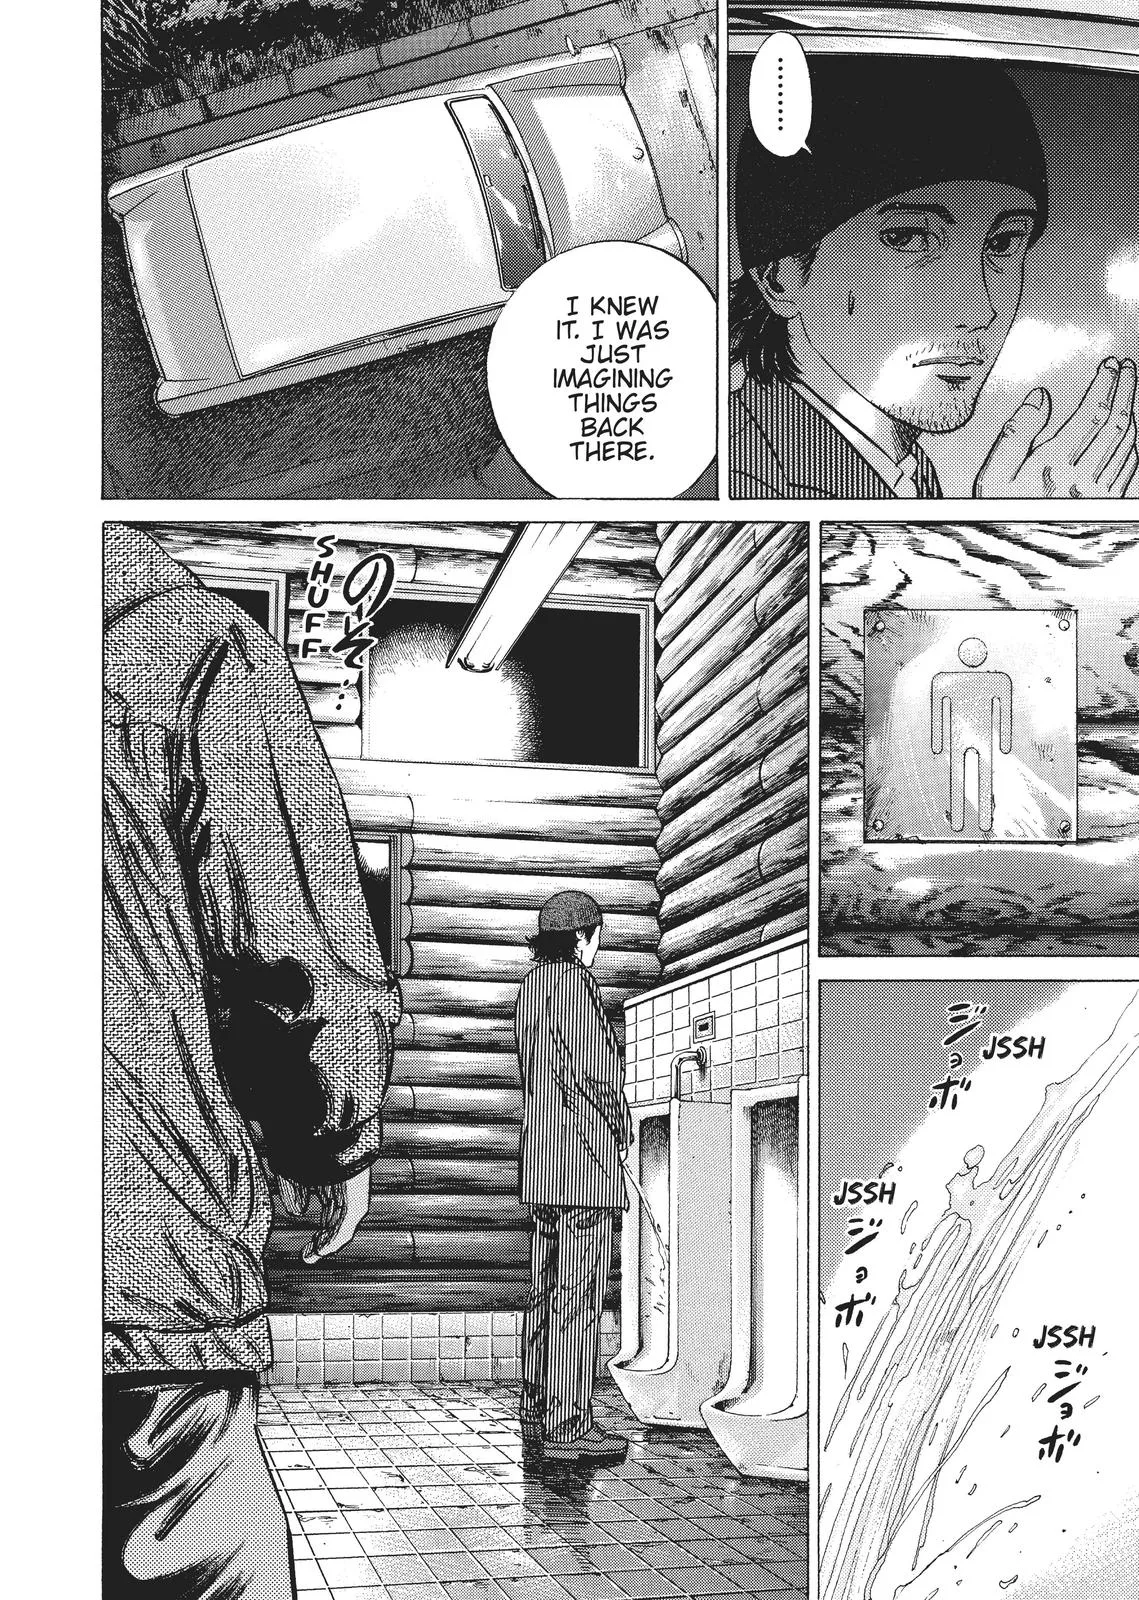 ………
I KNEW
IT. I WAS
JUST
IMAGINING
THINGS
BACK
THERE.
JSSH
ジョボ
JSSH
ジョボ
JSSH
ジョボ
のそ…
SHUFF